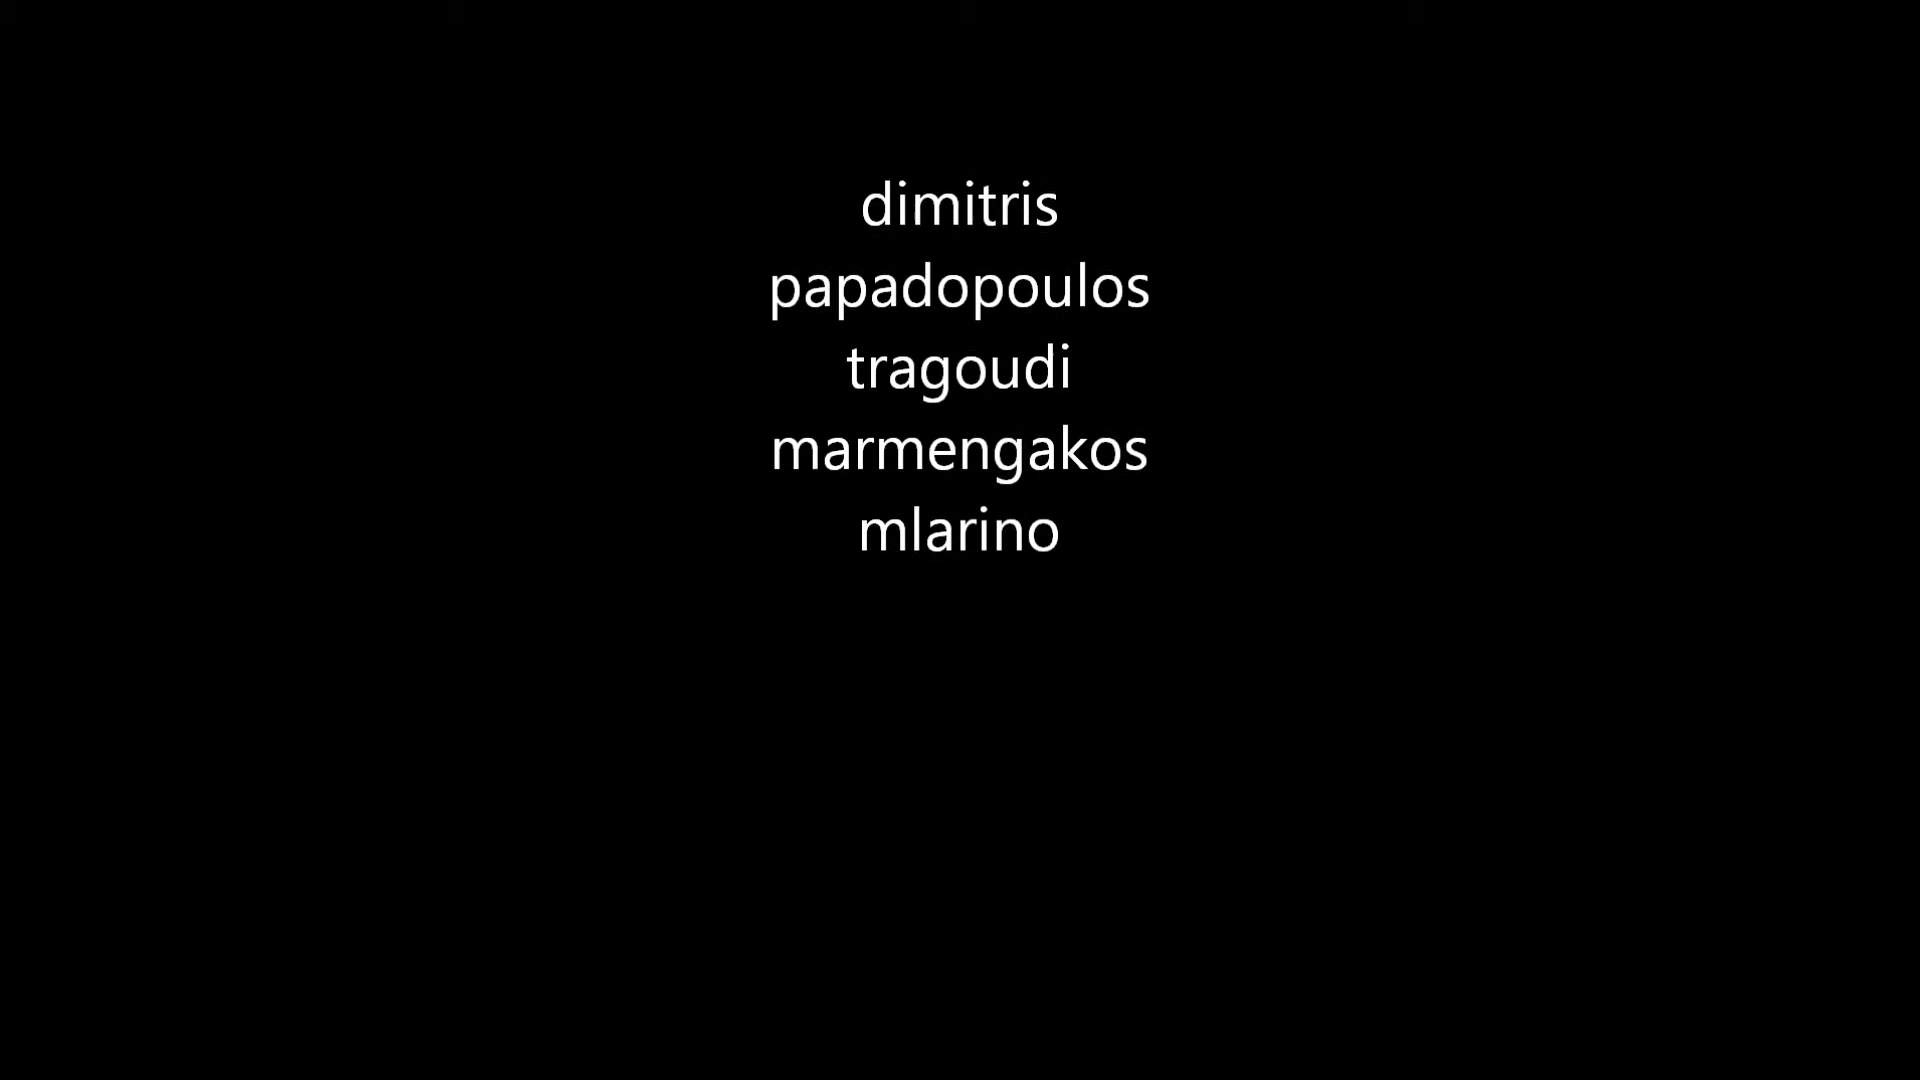 dimitris
papadopoulos
tragoudi
marmengakos
mlarino